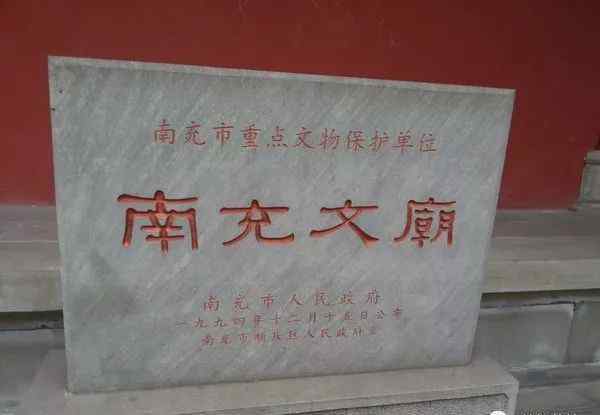 南充市重点文物保护单位
南充文廟
南充市人民政府
一九九四年十二月十五日公布
南充市顺庆区人民政府立